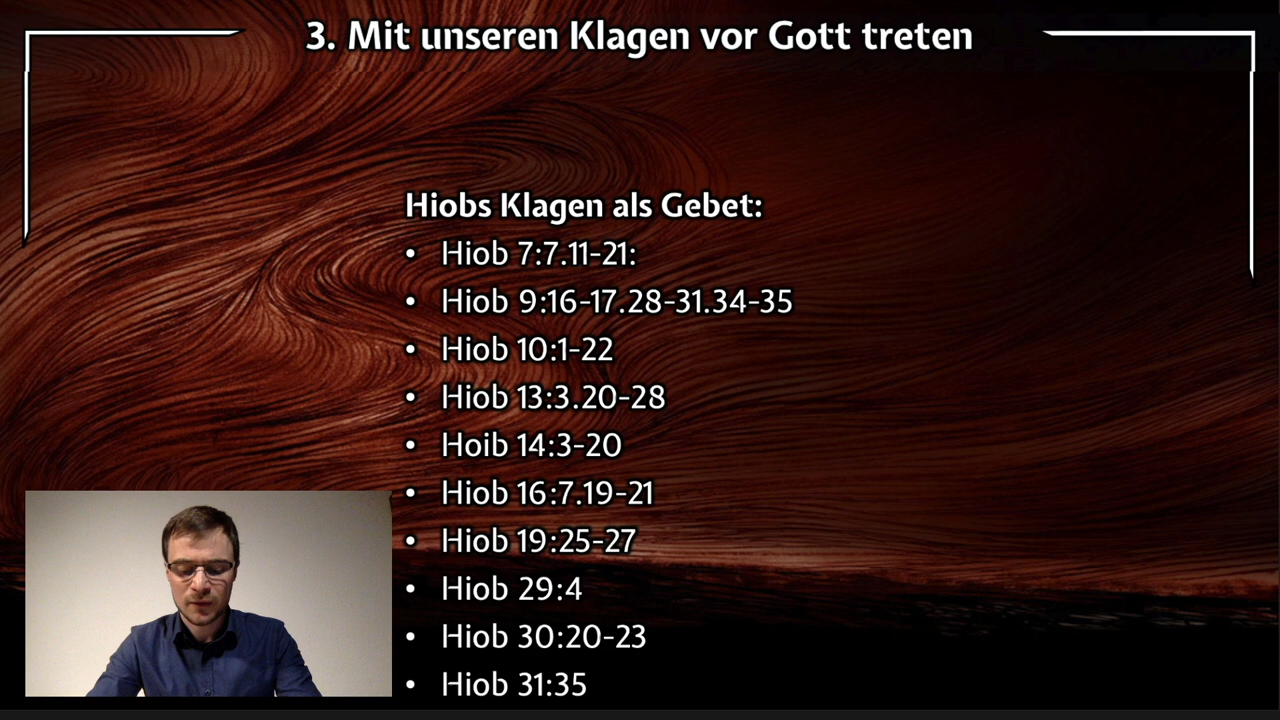 3. Mit unseren Klagen vor Gott treten
Hiobs Klagen als Gebet:
• Hiob 7:7.11-21:
• Hiob 9:16-17.28-31.34-35
• Hiob 10:1-22
• Hiob 13:3.20-28
• Hoib 14:3-20
• Hiob 16:7.19-21
• Hiob 19:25-27
• Hiob 29:4
• Hiob 30:20-23
• Hiob 31:35